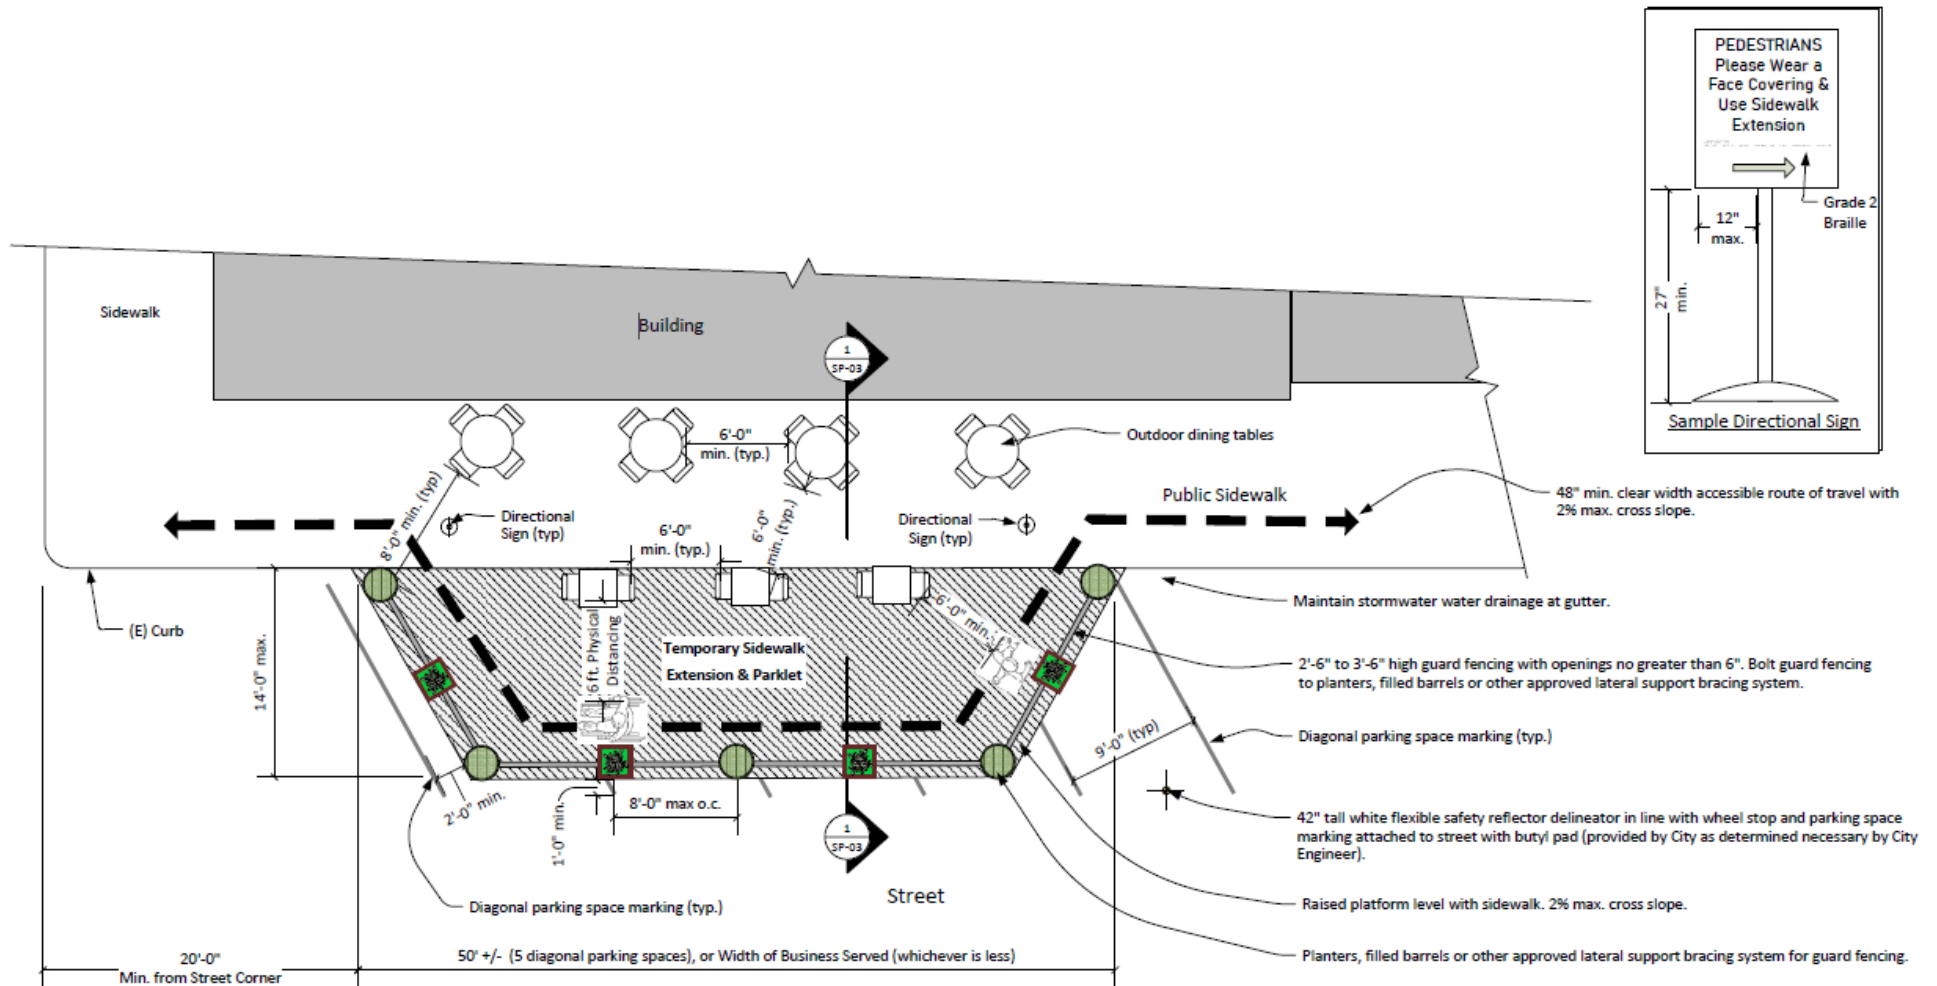 PEDESTRIANS
Please Wear a
Face Covering &
Use Sidewalk
Extension
Grade 2
Braille
12"
max.
27"
min.
Sample Directional Sign
Sidewalk
Building
1
SP-03
6'-0"
min. (typ.)
Outdoor dining tables
8'-0" min. (typ)
Public Sidewalk
48" min. clear width accessible route of travel with
2% max. cross slope.
Directional
Sign (typ)
6'-0"
min. (typ.)
6'-0"
min. (typ.)
Directional
Sign (typ)
(E) Curb
Maintain stormwater water drainage at gutter.
14'-0" max.
6 ft. Physical
Distancing
Temporary Sidewalk
Extension & Parklet
6'-0" min.
2'-6" to 3'-6" high guard fencing with openings no greater than 6". Bolt guard fencing
to planters, filled barrels or other approved lateral support bracing system.
9'-0" (typ)
Diagonal parking space marking (typ.)
2'-0" min.
1'-0" min.
8'-0" max o.c.
1
SP-03
42" tall white flexible safety reflector delineator in line with wheel stop and parking space
marking attached to street with butyl pad (provided by City as determined necessary by City
Engineer).
Street
Diagonal parking space marking (typ.)
Raised platform level with sidewalk. 2% max. cross slope.
20'-0"
Min. from Street Corner
50' +/- (5 diagonal parking spaces), or Width of Business Served (whichever is less)
Planters, filled barrels or other approved lateral support bracing system for guard fencing.